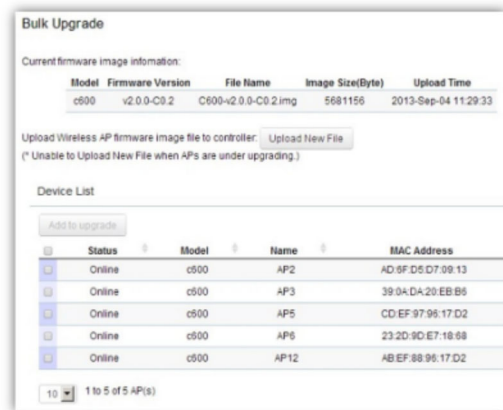 Bulk Upgrade
Current firmware image infomation:
Model Firmware Version File Name Image Size(Byte) Upload Time
c600 v2.0.0-C0.2 C600-v2.0.0-C0.2.img 5681156 2013-Sep-04 11:29:33
Upload Wireless AP firmware image file to controller: Upload New File
(* Unable to Upload New File when APs are under upgrading.)
Device List
Add to upgrade
Status Model Name MAC Address
Online c600 AP2 AD:6F:D5:D7:09:13
Online c600 AP3 39:0A:DA:20:EB:B6
Online c600 AP5 CD:EF:97:96:17:D2
Online c600 AP6 23:2D:9D:E7:18:68
Online c600 AP12 AB:EF:88:96:17:D2
10 1 to 5 of 5 AP(s)